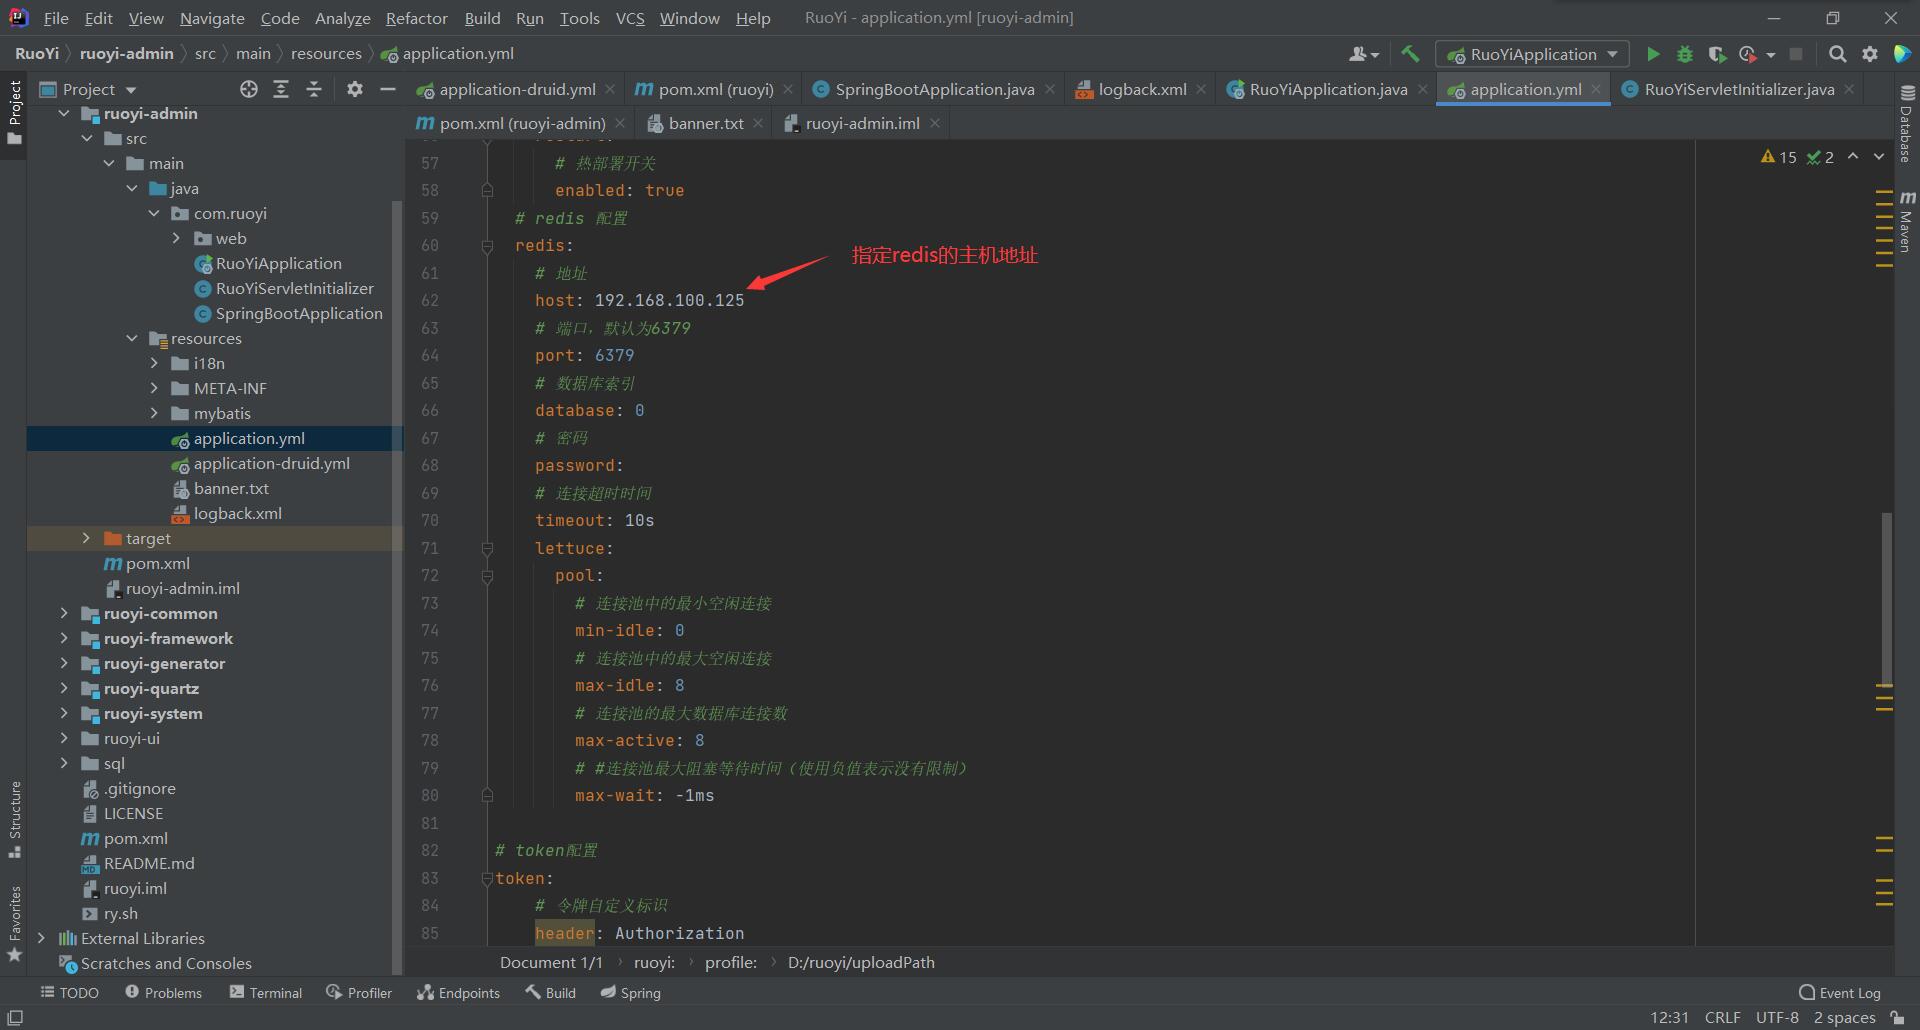 File Edit View Navigate Code Analyze Refactor Build Run Tools VCS Window Help RuoYi - application.yml [ruoyi-admin]
RuoYi ruoyi-admin src main resources application.yml RuoYiApplication
Project
application-druid.yml pom.xml (ruoyi) SpringBootApplication.java logback.xml RuoYiApplication.java application.yml RuoYiServletInitializer.java
pom.xml (ruoyi-admin) banner.txt ruoyi-admin.iml
Project
Structure
Favorites
Database
Maven
ruoyi-admin
src
main
java
com.ruoyi
web
RuoYiApplication
RuoYiServletInitializer
SpringBootApplication
resources
i18n
META-INF
mybatis
application.yml
application-druid.yml
banner.txt
logback.xml
target
pom.xml
ruoyi-admin.iml
ruoyi-common
ruoyi-framework
ruoyi-generator
ruoyi-quartz
ruoyi-system
ruoyi-ui
sql
.gitignore
LICENSE
pom.xml
README.md
ruoyi.iml
ry.sh
External Libraries
Scratches and Consoles
15 2
57 # 热部署开关
58 enabled: true
59 # redis 配置
60 redis:
指定redis的主机地址
61 # 地址
62 host: 192.168.100.125
63 # 端口，默认为6379
64 port: 6379
65 # 数据库索引
66 database: 0
67 # 密码
68 password:
69 # 连接超时时间
70 timeout: 10s
71 lettuce:
72 pool:
73 # 连接池中的最小空闲连接
74 min-idle: 0
75 # 连接池中的最大空闲连接
76 max-idle: 8
77 # 连接池的最大数据库连接数
78 max-active: 8
79 # #连接池最大阻塞等待时间（使用负值表示没有限制）
80 max-wait: -1ms
81
82 # token配置
83 token:
84 # 令牌自定义标识
85 header: Authorization
Document 1/1 ruoyi: profile: D:/ruoyi/uploadPath
TODO Problems Terminal Profiler Endpoints Build Spring Event Log
12:31 CRLF UTF-8 2 spaces